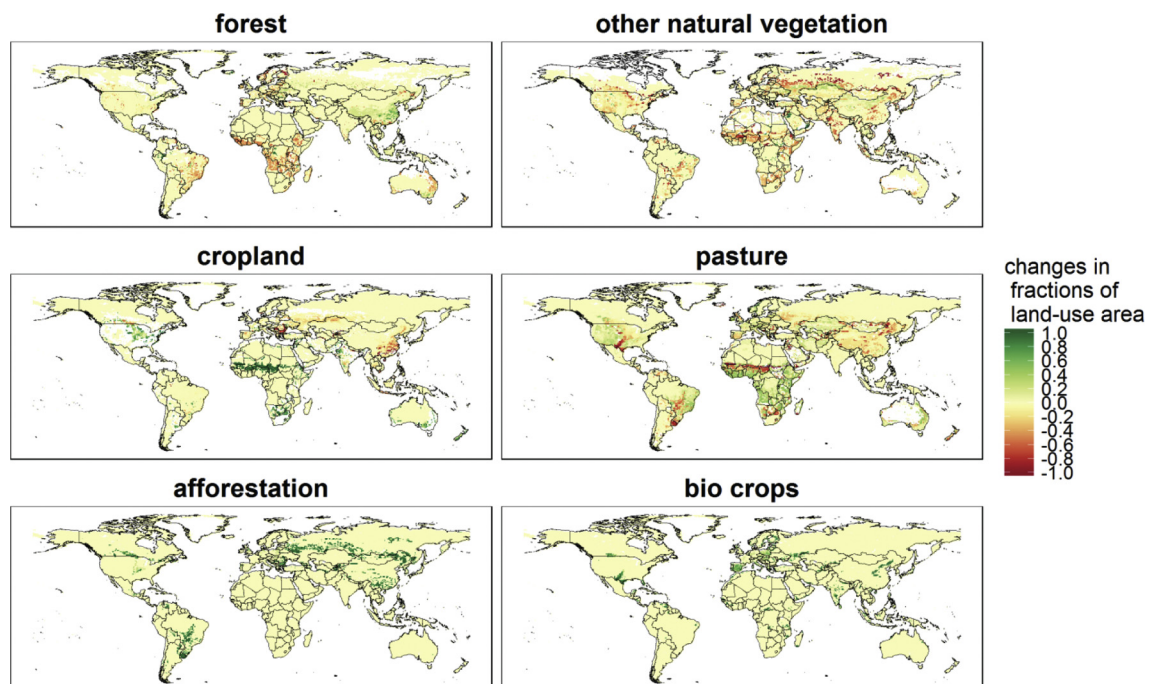 forest
other natural vegetation
cropland
pasture
changes in
fractions of
land-use area
1.0
0.8
0.6
0.4
0.2
0.0
-0.2
-0.4
-0.6
-0.8
-1.0
afforestation
bio crops